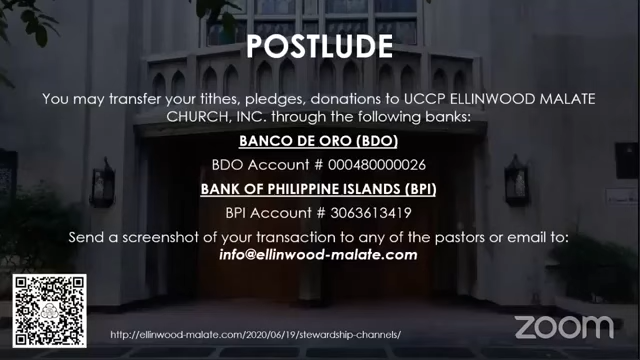 POSTLUDE
You may transfer your tithes, pledges, donations to UCCP ELLINWOOD MALATE
CHURCH, INC. through the following banks:
BANCO DE ORO (BDO)
BDO Account # 000480000026
BANK OF PHILIPPINE ISLANDS (BPI)
BPI Account # 3063613419
Send a screenshot of your transaction to any of the pastors or email to:
info@ellinwood-malate.com
http://ellinwood-malate.com/2020/06/19/stewardship-channels/
zoom